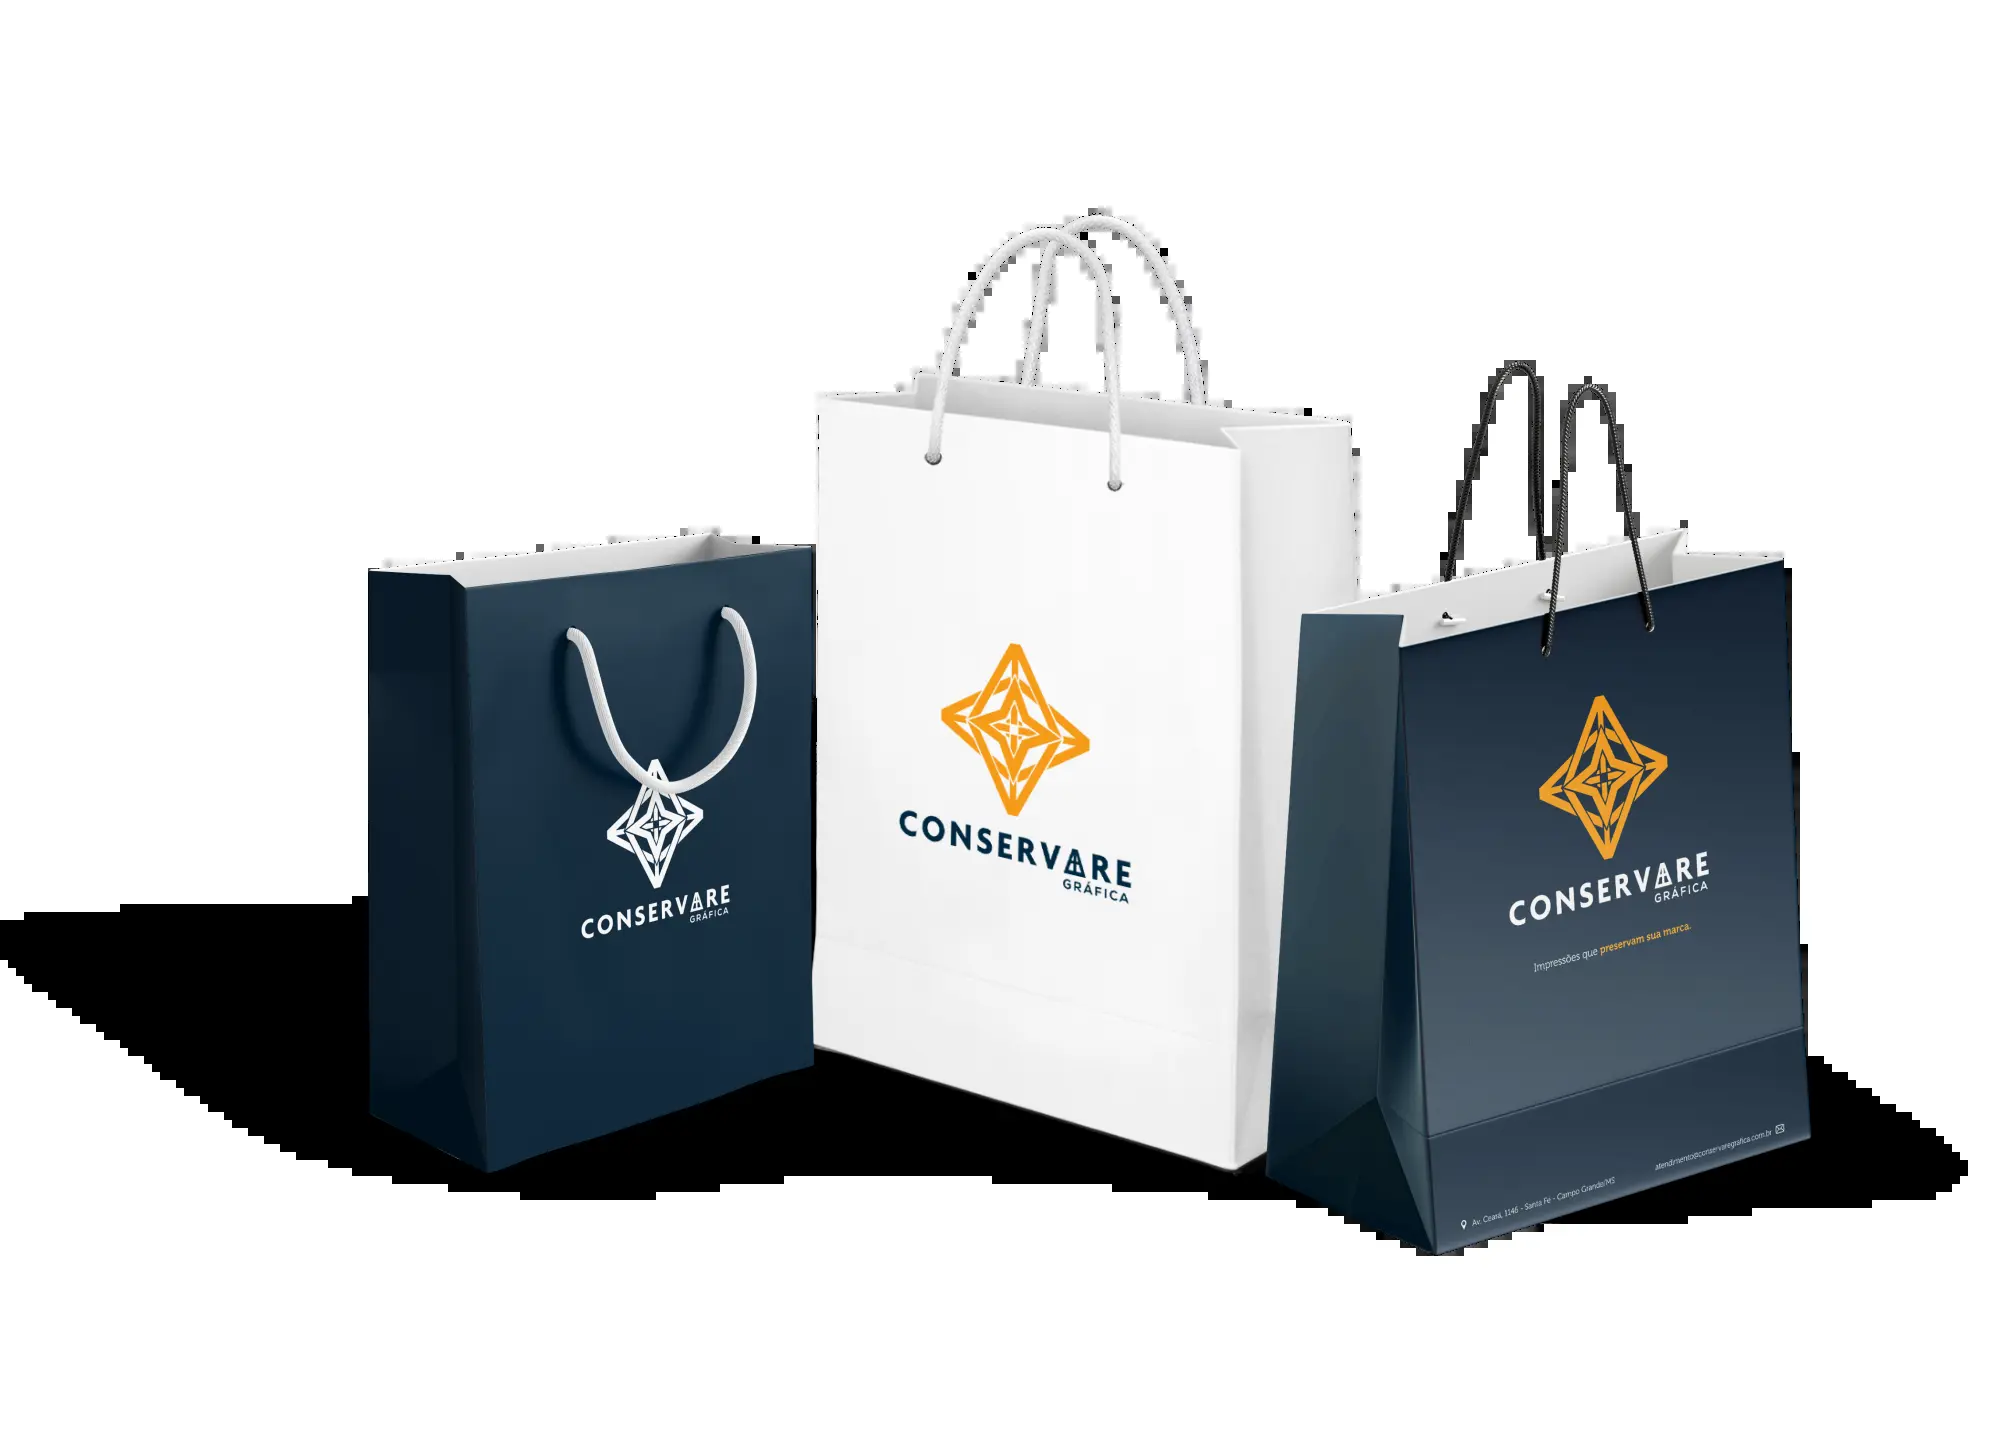 CONSERVARE
GRÁFICA
CONSERVARE
GRÁFICA
CONSERVARE
GRÁFICA
Impressões que preservam sua marca.
Av. Ceará, 1146 - Santa Fé - Campo Grande/MS
atendimento@conservaregrafica.com.br